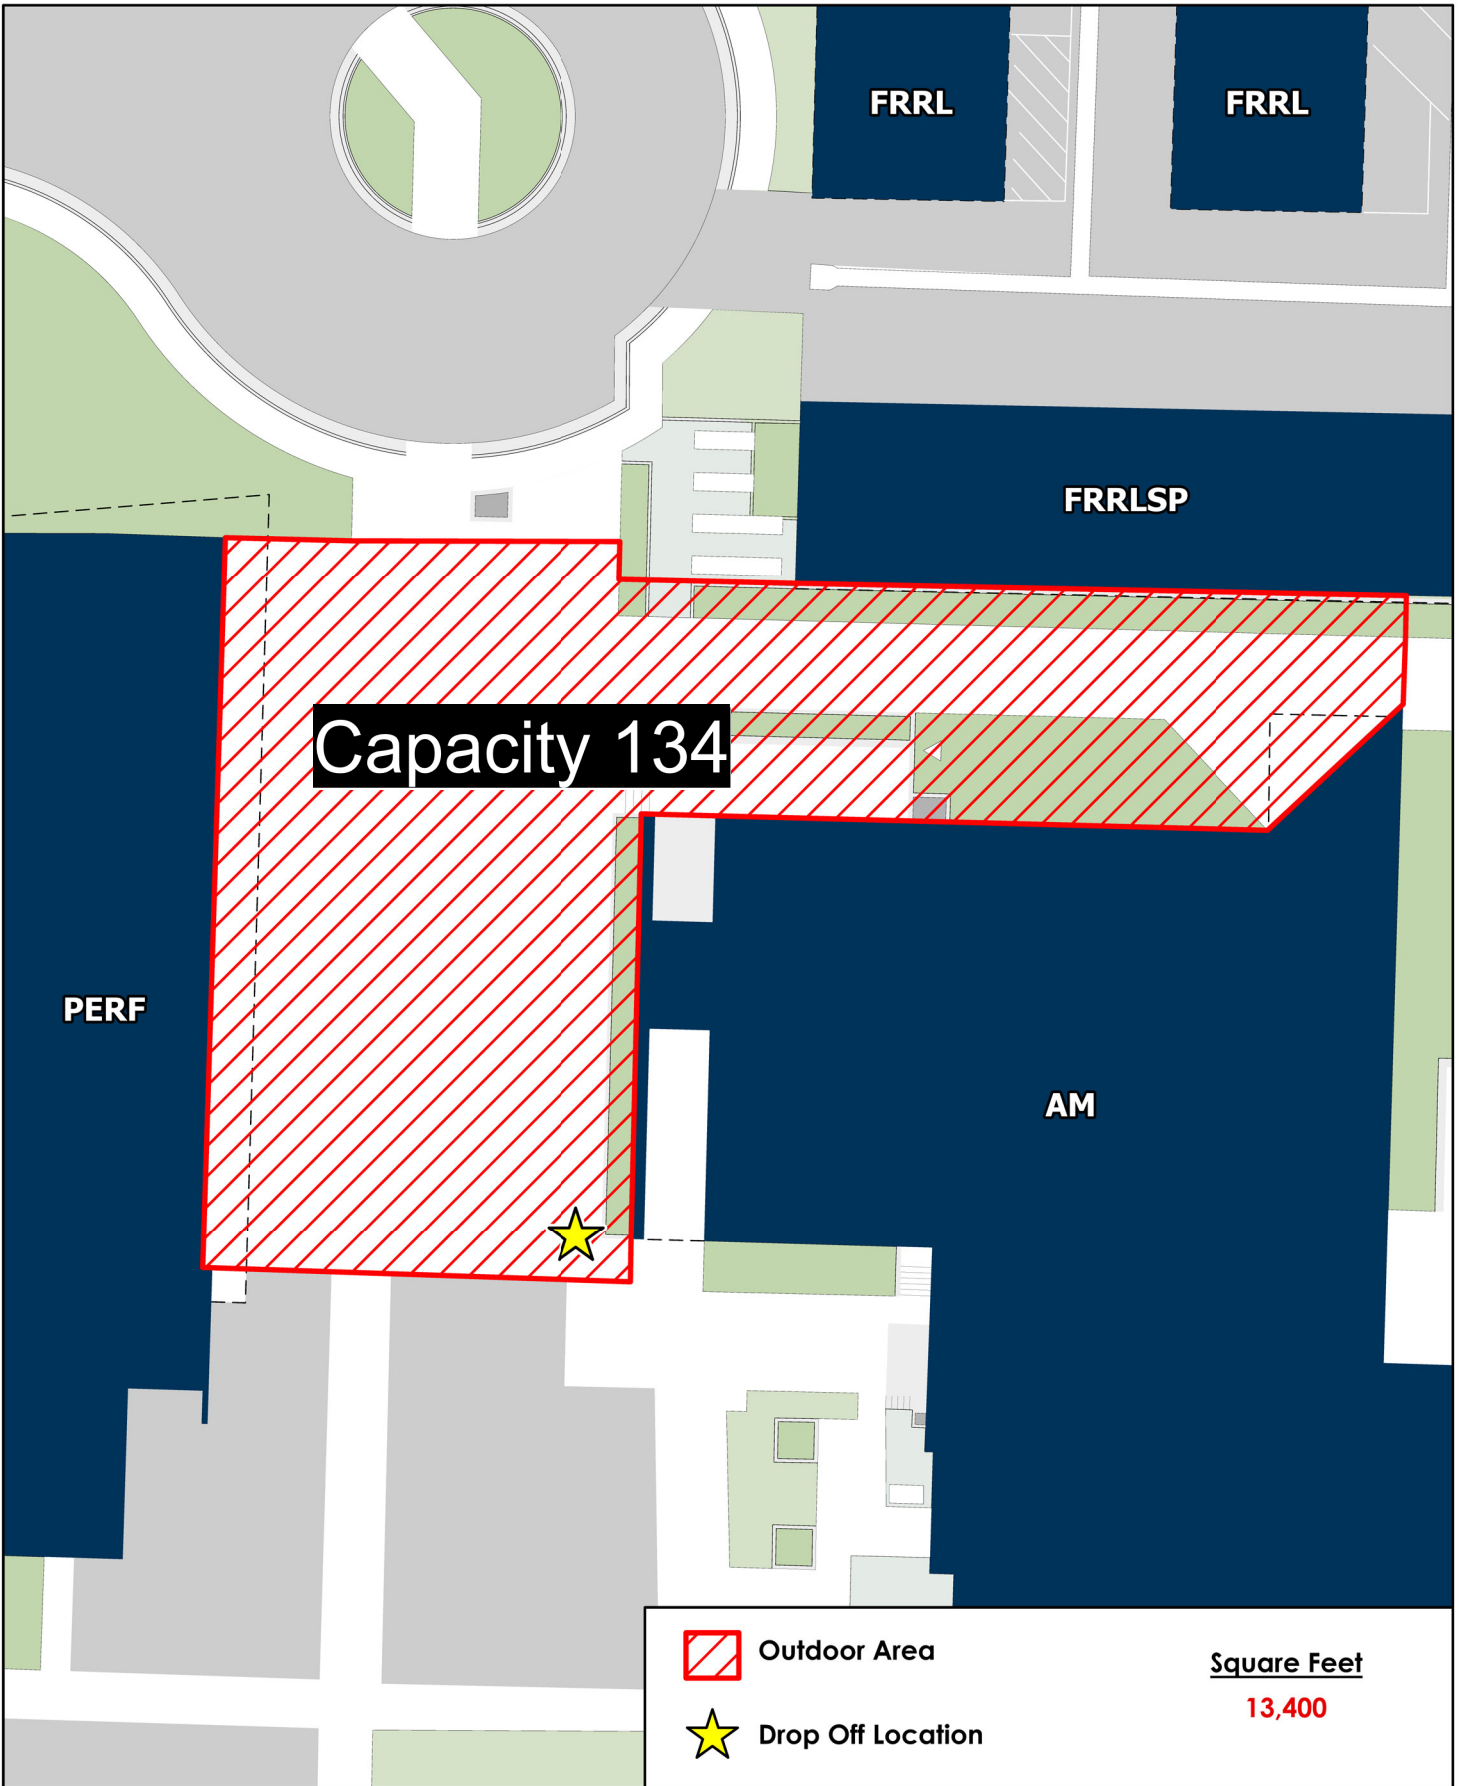 FRRL
FRRL
FRRLSP
Capacity 134
PERF
AM
Outdoor Area
Square Feet
13,400
Drop Off Location